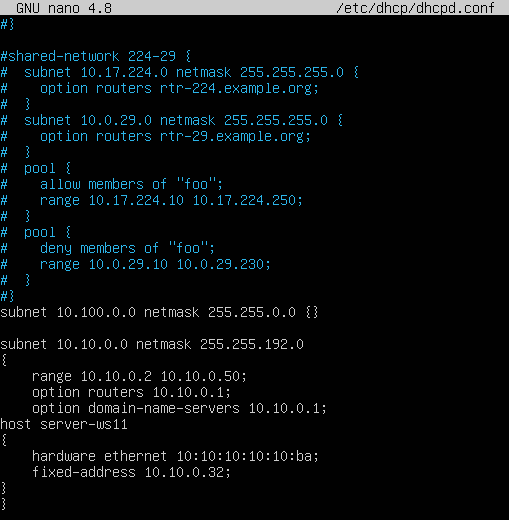 GNU nano 4.8 /etc/dhcp/dhcpd.conf
#}
#shared-network 224-29 {
#  subnet 10.17.224.0 netmask 255.255.255.0 {
#    option routers rtr-224.example.org;
#  }
#  subnet 10.0.29.0 netmask 255.255.255.0 {
#    option routers rtr-29.example.org;
#  }
#  pool {
#    allow members of "foo";
#    range 10.17.224.10 10.17.224.250;
#  }
#  pool {
#    deny members of "foo";
#    range 10.0.29.10 10.0.29.230;
#  }
#}
subnet 10.100.0.0 netmask 255.255.0.0 {}
subnet 10.10.0.0 netmask 255.255.192.0
{
    range 10.10.0.2 10.10.0.50;
    option routers 10.10.0.1;
    option domain-name-servers 10.10.0.1;
host server-ws11
{
    hardware ethernet 10:10:10:10:10:ba;
    fixed-address 10.10.0.32;
}
}